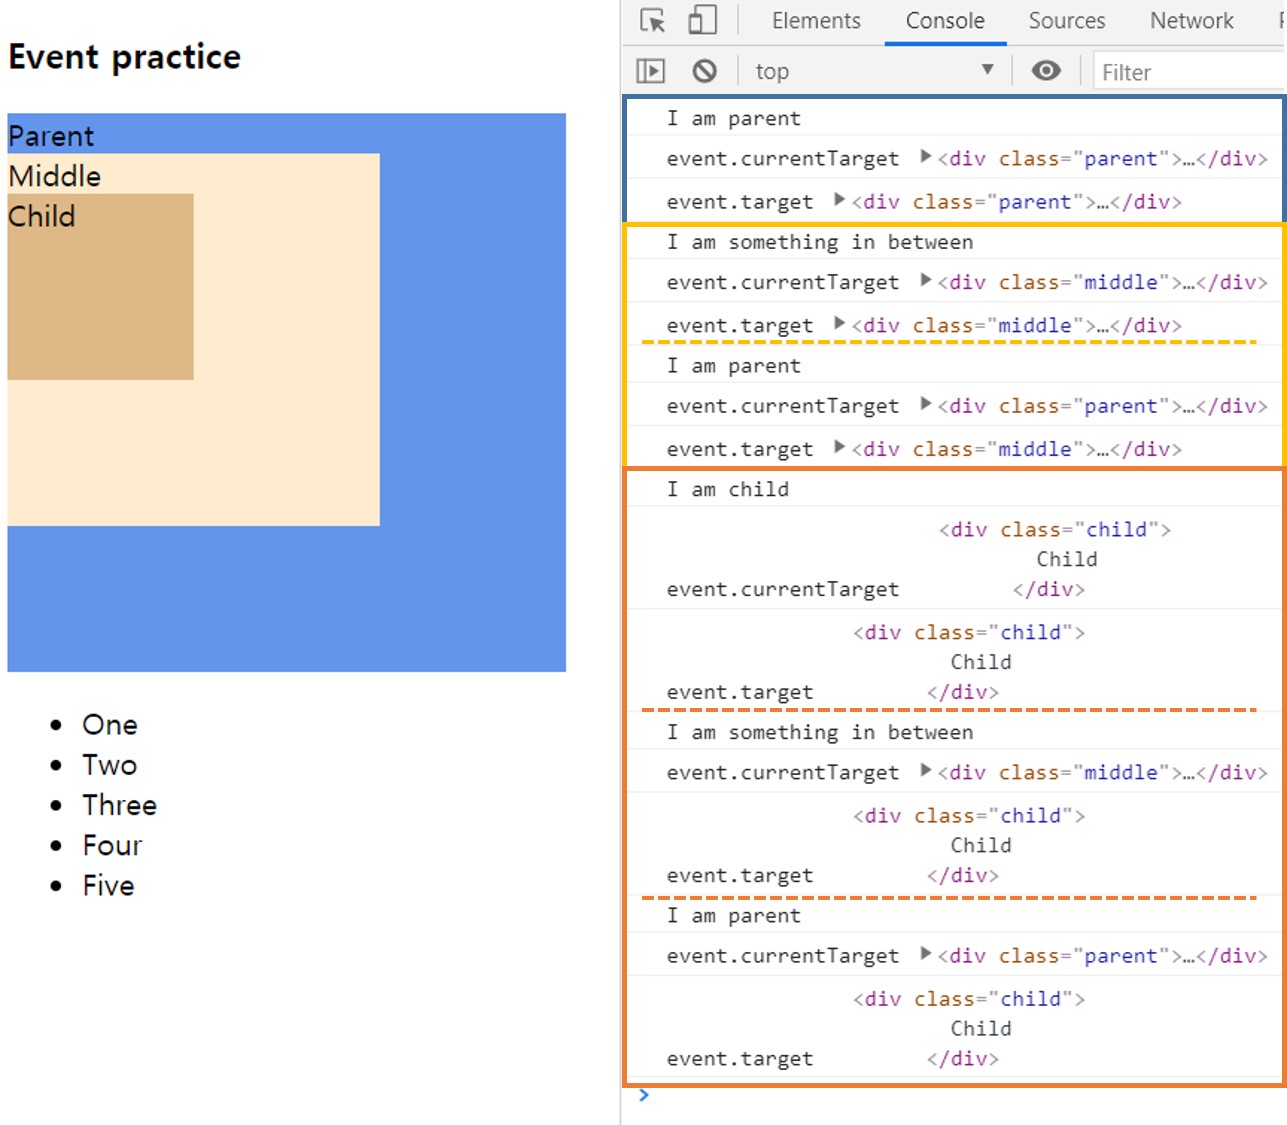 Event practice
Parent
Middle
Child
One
Two
Three
Four
Five
Elements Console Sources Network
top Filter
I am parent
event.currentTarget <div class="parent">…</div>
event.target <div class="parent">…</div>
I am something in between
event.currentTarget <div class="middle">…</div>
event.target <div class="middle">…</div>
I am parent
event.currentTarget <div class="parent">…</div>
event.target <div class="middle">…</div>
I am child
<div class="child">
Child
event.currentTarget </div>
<div class="child">
Child
event.target </div>
I am something in between
event.currentTarget <div class="middle">…</div>
<div class="child">
Child
event.target </div>
I am parent
event.currentTarget <div class="parent">…</div>
<div class="child">
Child
event.target </div>